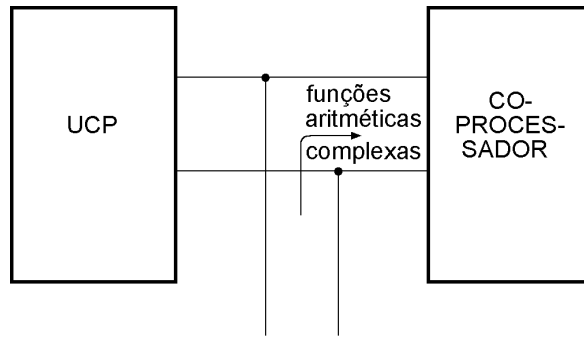 UCP
funções
aritméticas
complexas
CO-
PROCES-
SADOR